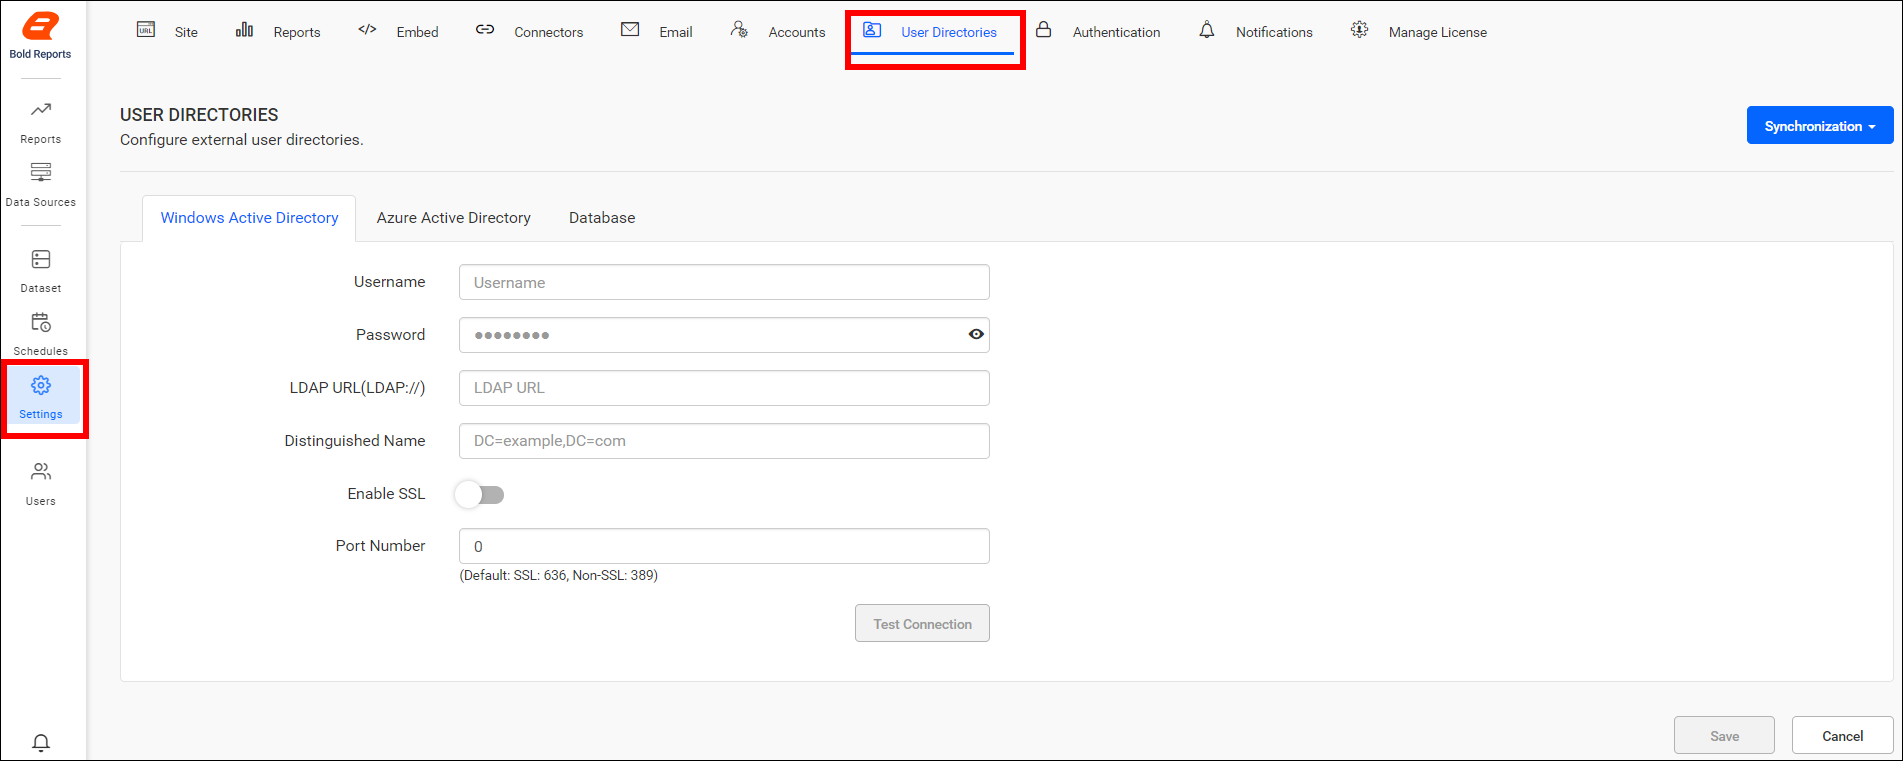 Bold Reports
URL Site Reports </> Embed Connectors Email Accounts User Directories Authentication Notifications Manage License
Reports
Data Sources
Dataset
Schedules
Settings
Users
USER DIRECTORIES
Configure external user directories.
Synchronization
Windows Active Directory Azure Active Directory Database
Username Username
Password ●●●●●●●●
LDAP URL(LDAP://) LDAP URL
Distinguished Name DC=example,DC=com
Enable SSL
Port Number 0
(Default: SSL: 636, Non-SSL: 389)
Test Connection
Save Cancel